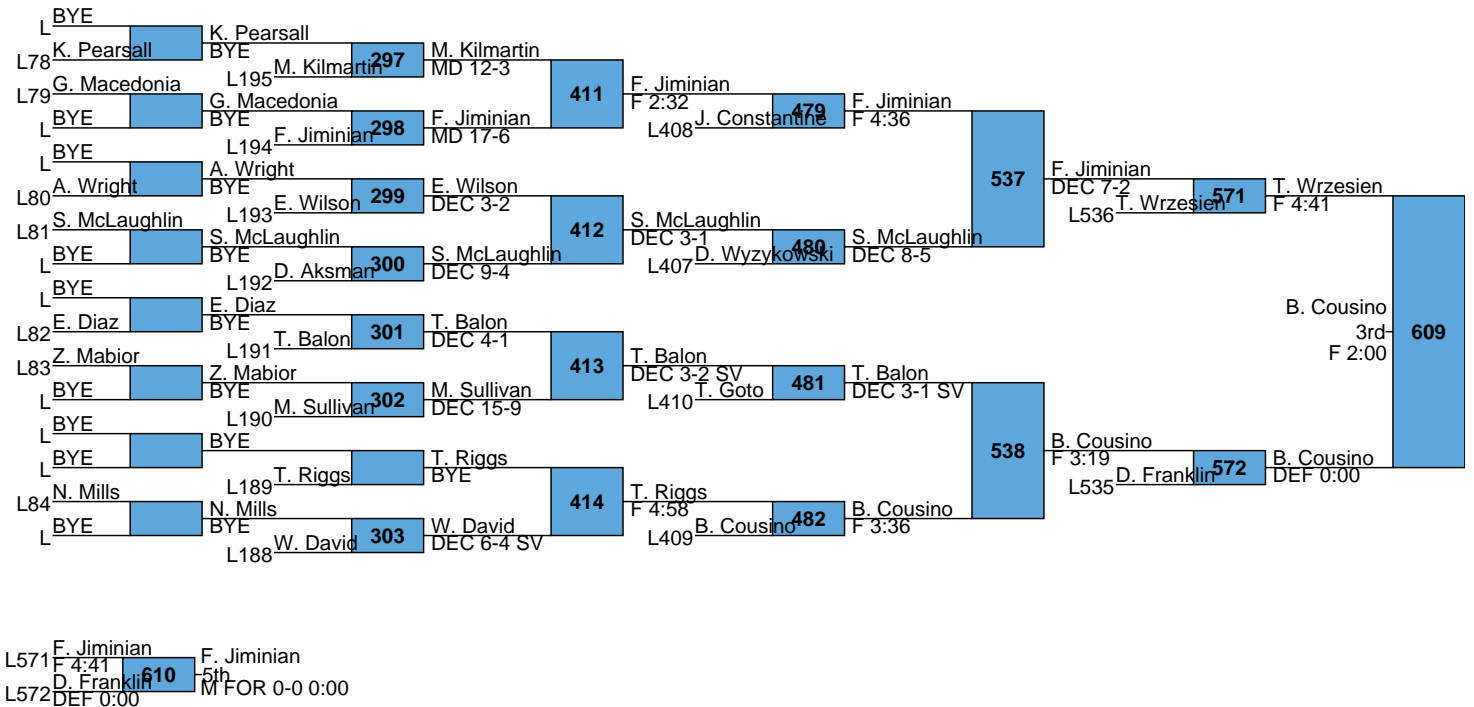 BYE
L
K. Pearsall
L78
K. Pearsall
BYE
G. Macedonia
L79
BYE
L
G. Macedonia
BYE
BYE
L
A. Wright
L80
A. Wright
BYE
S. McLaughlin
L81
BYE
L
S. McLaughlin
BYE
BYE
L
E. Diaz
L82
E. Diaz
BYE
Z. Mabior
L83
BYE
L
Z. Mabior
BYE
BYE
L
BYE
L
BYE
N. Mills
L84
BYE
L
N. Mills
BYE
L195
M. Kilmartin
297
M. Kilmartin
MD 12-3
L194
F. Jiminian
298
F. Jiminian
MD 17-6
L193
E. Wilson
299
E. Wilson
DEC 3-2
L192
D. Aksman
300
S. McLaughlin
DEC 9-4
L191
T. Balon
301
T. Balon
DEC 4-1
L190
M. Sullivan
302
M. Sullivan
DEC 15-9
L189
T. Riggs
T. Riggs
BYE
L188
W. David
303
W. David
DEC 6-4 SV
411
F. Jiminian
F 2:32
412
S. McLaughlin
DEC 3-1
413
T. Balon
DEC 3-2 SV
414
T. Riggs
F 4:58
L408
J. Constantine
479
F. Jiminian
F 4:36
L407
D. Wyzykowski
480
S. McLaughlin
DEC 8-5
L410
T. Goto
481
T. Balon
DEC 3-1 SV
L409
B. Cousino
482
B. Cousino
F 3:36
537
F. Jiminian
DEC 7-2
538
B. Cousino
F 3:19
L536
T. Wrzesien
571
T. Wrzesien
F 4:41
L535
D. Franklin
572
B. Cousino
DEF 0:00
B. Cousino
3rd
F 2:00
609
F. Jiminian
L571
F 4:41
D. Franklin
L572
DEF 0:00
610
F. Jiminian
5th
M FOR 0-0 0:00